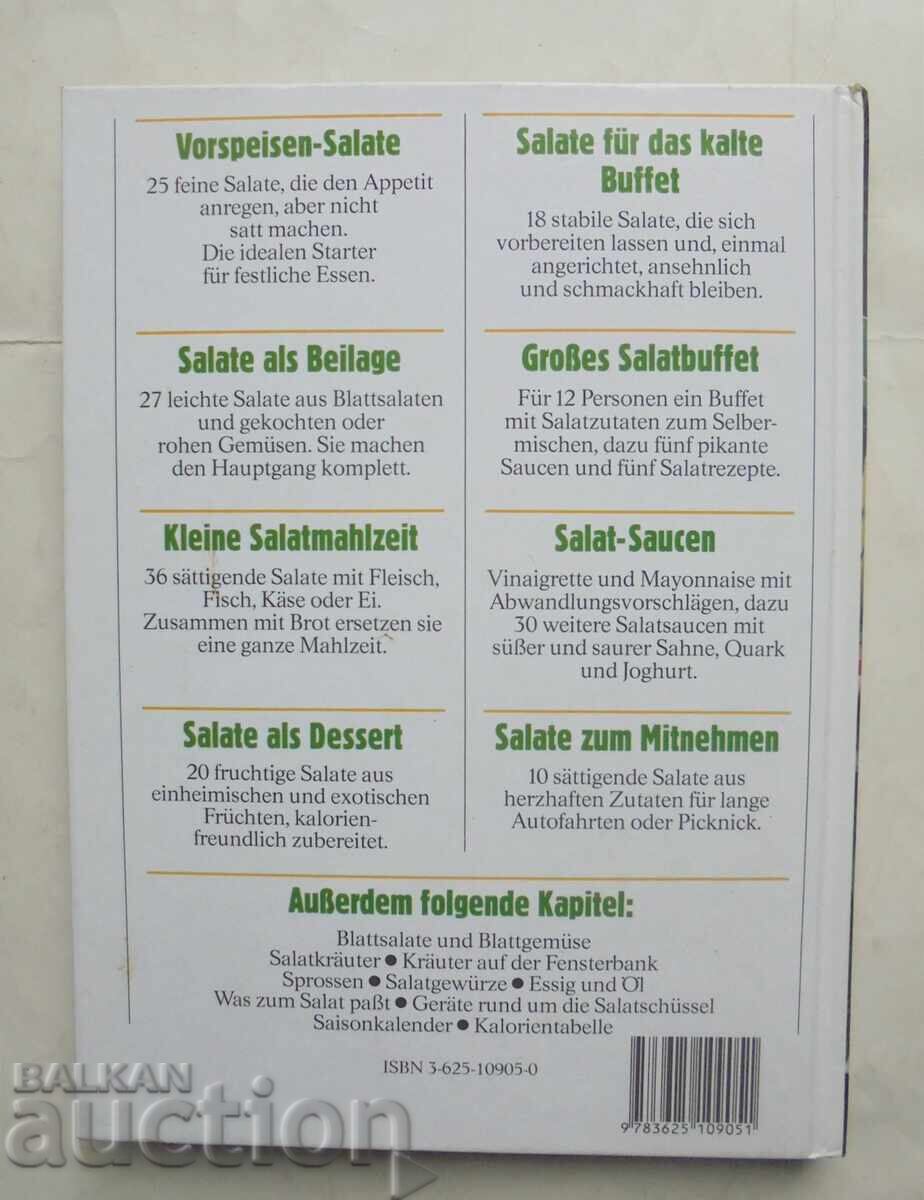 Vorspeisen-Salate
25 feine Salate, die den Appetit
anregen, aber nicht
satt machen.
Die idealen Starter
für festliche Essen.
Salate als Beilage
27 leichte Salate aus Blattsalaten
und gekochten oder
rohen Gemüsen. Sie machen
den Hauptgang komplett.
Kleine Salatmahlzeit
36 sättigende Salate mit Fleisch,
Fisch, Käse oder Ei.
Zusammen mit Brot ersetzen sie
eine ganze Mahlzeit.
Salate als Dessert
20 fruchtige Salate aus
einheimischen und exotischen
Früchten, kalorien-
freundlich zubereitet.
Salate für das kalte
Buffet
18 stabile Salate, die sich
vorbereiten lassen und, einmal
angerichtet, ansehnlich
und schmackhaft bleiben.
Großes Salatbuffet
Für 12 Personen ein Buffet
mit Salatzutaten zum Selber-
mischen, dazu fünf pikante
Saucen und fünf Salatrezepte.
Salat-Saucen
Vinaigrette und Mayonnaise mit
Abwandlungsvorschlägen, dazu
30 weitere Salatsaucen mit
süßer und saurer Sahne, Quark
und Joghurt.
Salate zum Mitnehmen
10 sättigende Salate aus
herzhaften Zutaten für lange
Autofahrten oder Picknick.
Außerdem folgende Kapitel:
Blattsalate und Blattgemüse
Salatkräuter ● Kräuter auf der Fensterbank
Sprossen ● Salatgewürze ● Essig und Öl
Was zum Salat paßt ● Geräte rund um die Salatschüssel
Saisonkalender ● Kalorientabelle
ISBN 3-625-10905-0
9 783625 109051
BALKAN
auction